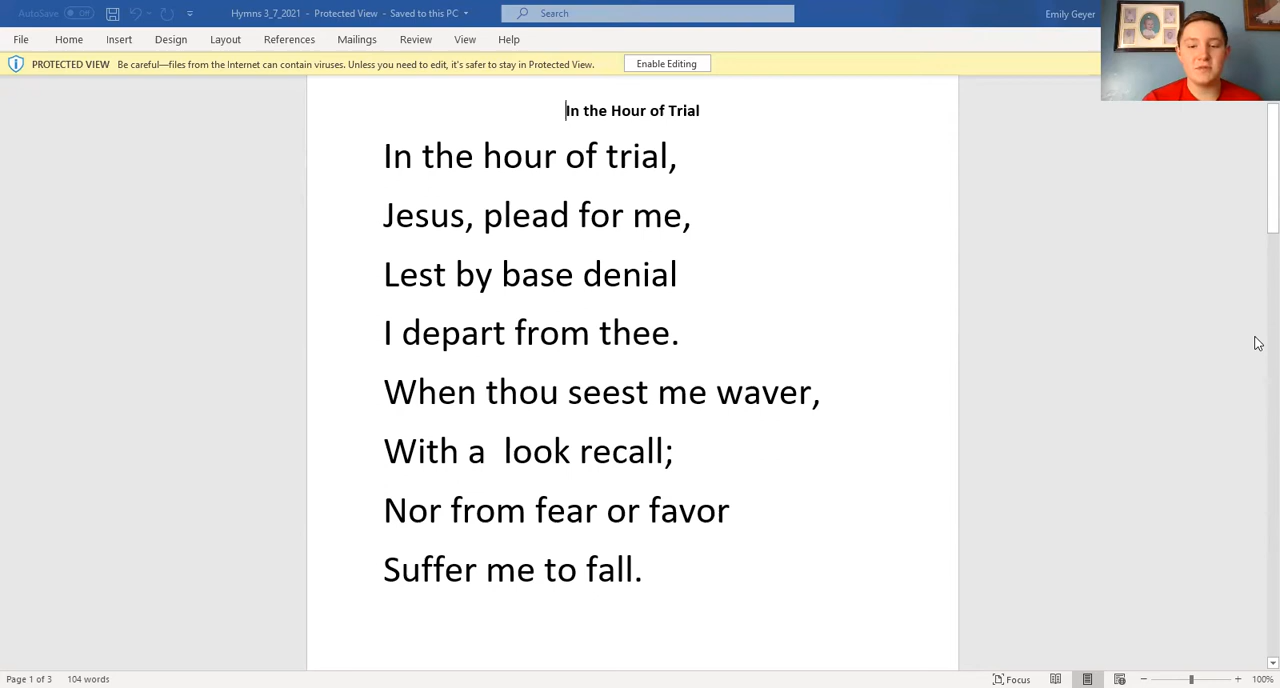 AutoSave Off Hymns 3_7_2021 - Protected View - Saved to this PC Search Emily Geyer
File Home Insert Design Layout References Mailings Review View Help
PROTECTED VIEW Be careful—files from the Internet can contain viruses. Unless you need to edit, it's safer to stay in Protected View. Enable Editing
In the Hour of Trial
In the hour of trial,
Jesus, plead for me,
Lest by base denial
I depart from thee.
When thou seest me waver,
With a  look recall;
Nor from fear or favor
Suffer me to fall.
Page 1 of 3 104 words Focus 100%